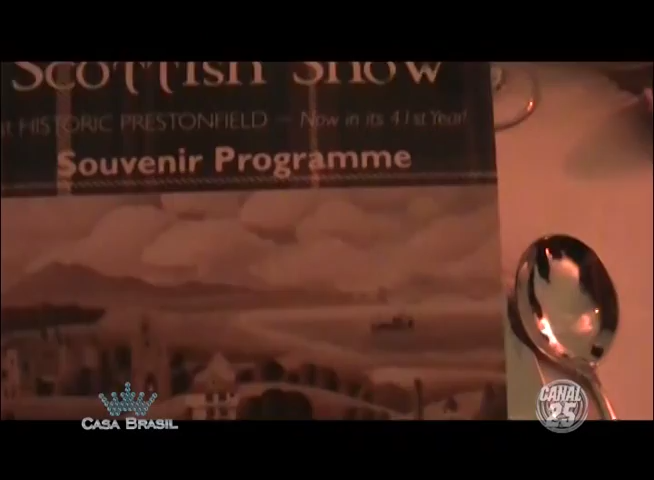 Scottish Show
at HISTORIC PRESTONFIELD – Now in its 41st Year!
Souvenir Programme
CASA BRASIL
CANAL
25